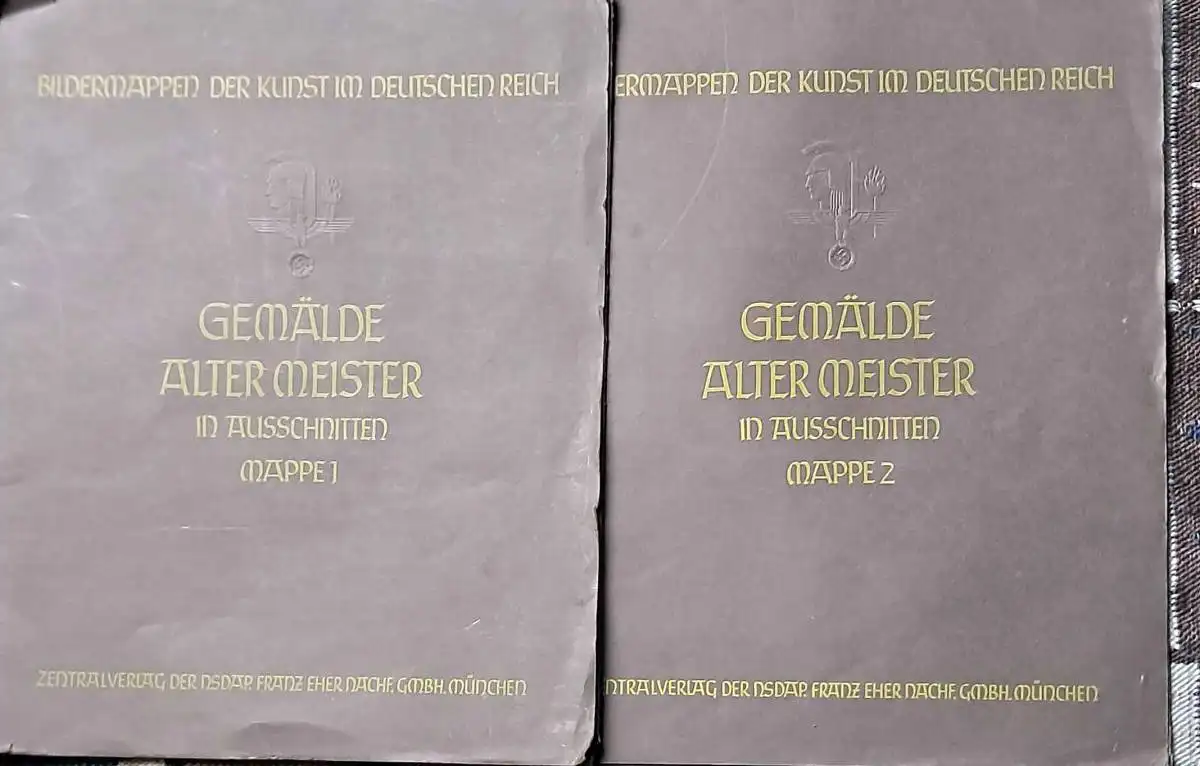 BILDERMAPPEN DER KUNST IM DEUTSCHEN REICH
GEMÄLDE
ALTER MEISTER
IN AUSSCHNITTEN
MAPPE 1
ZENTRALVERLAG DER NSDAP. FRANZ EHER NACHF. GMBH. MÜNCHEN
ERMAPPEN DER KUNST IM DEUTSCHEN REICH
GEMÄLDE
ALTER MEISTER
IN AUSSCHNITTEN
MAPPE 2
NTRALVERLAG DER NSDAP. FRANZ EHER NACHF. GMBH. MÜNCHEN